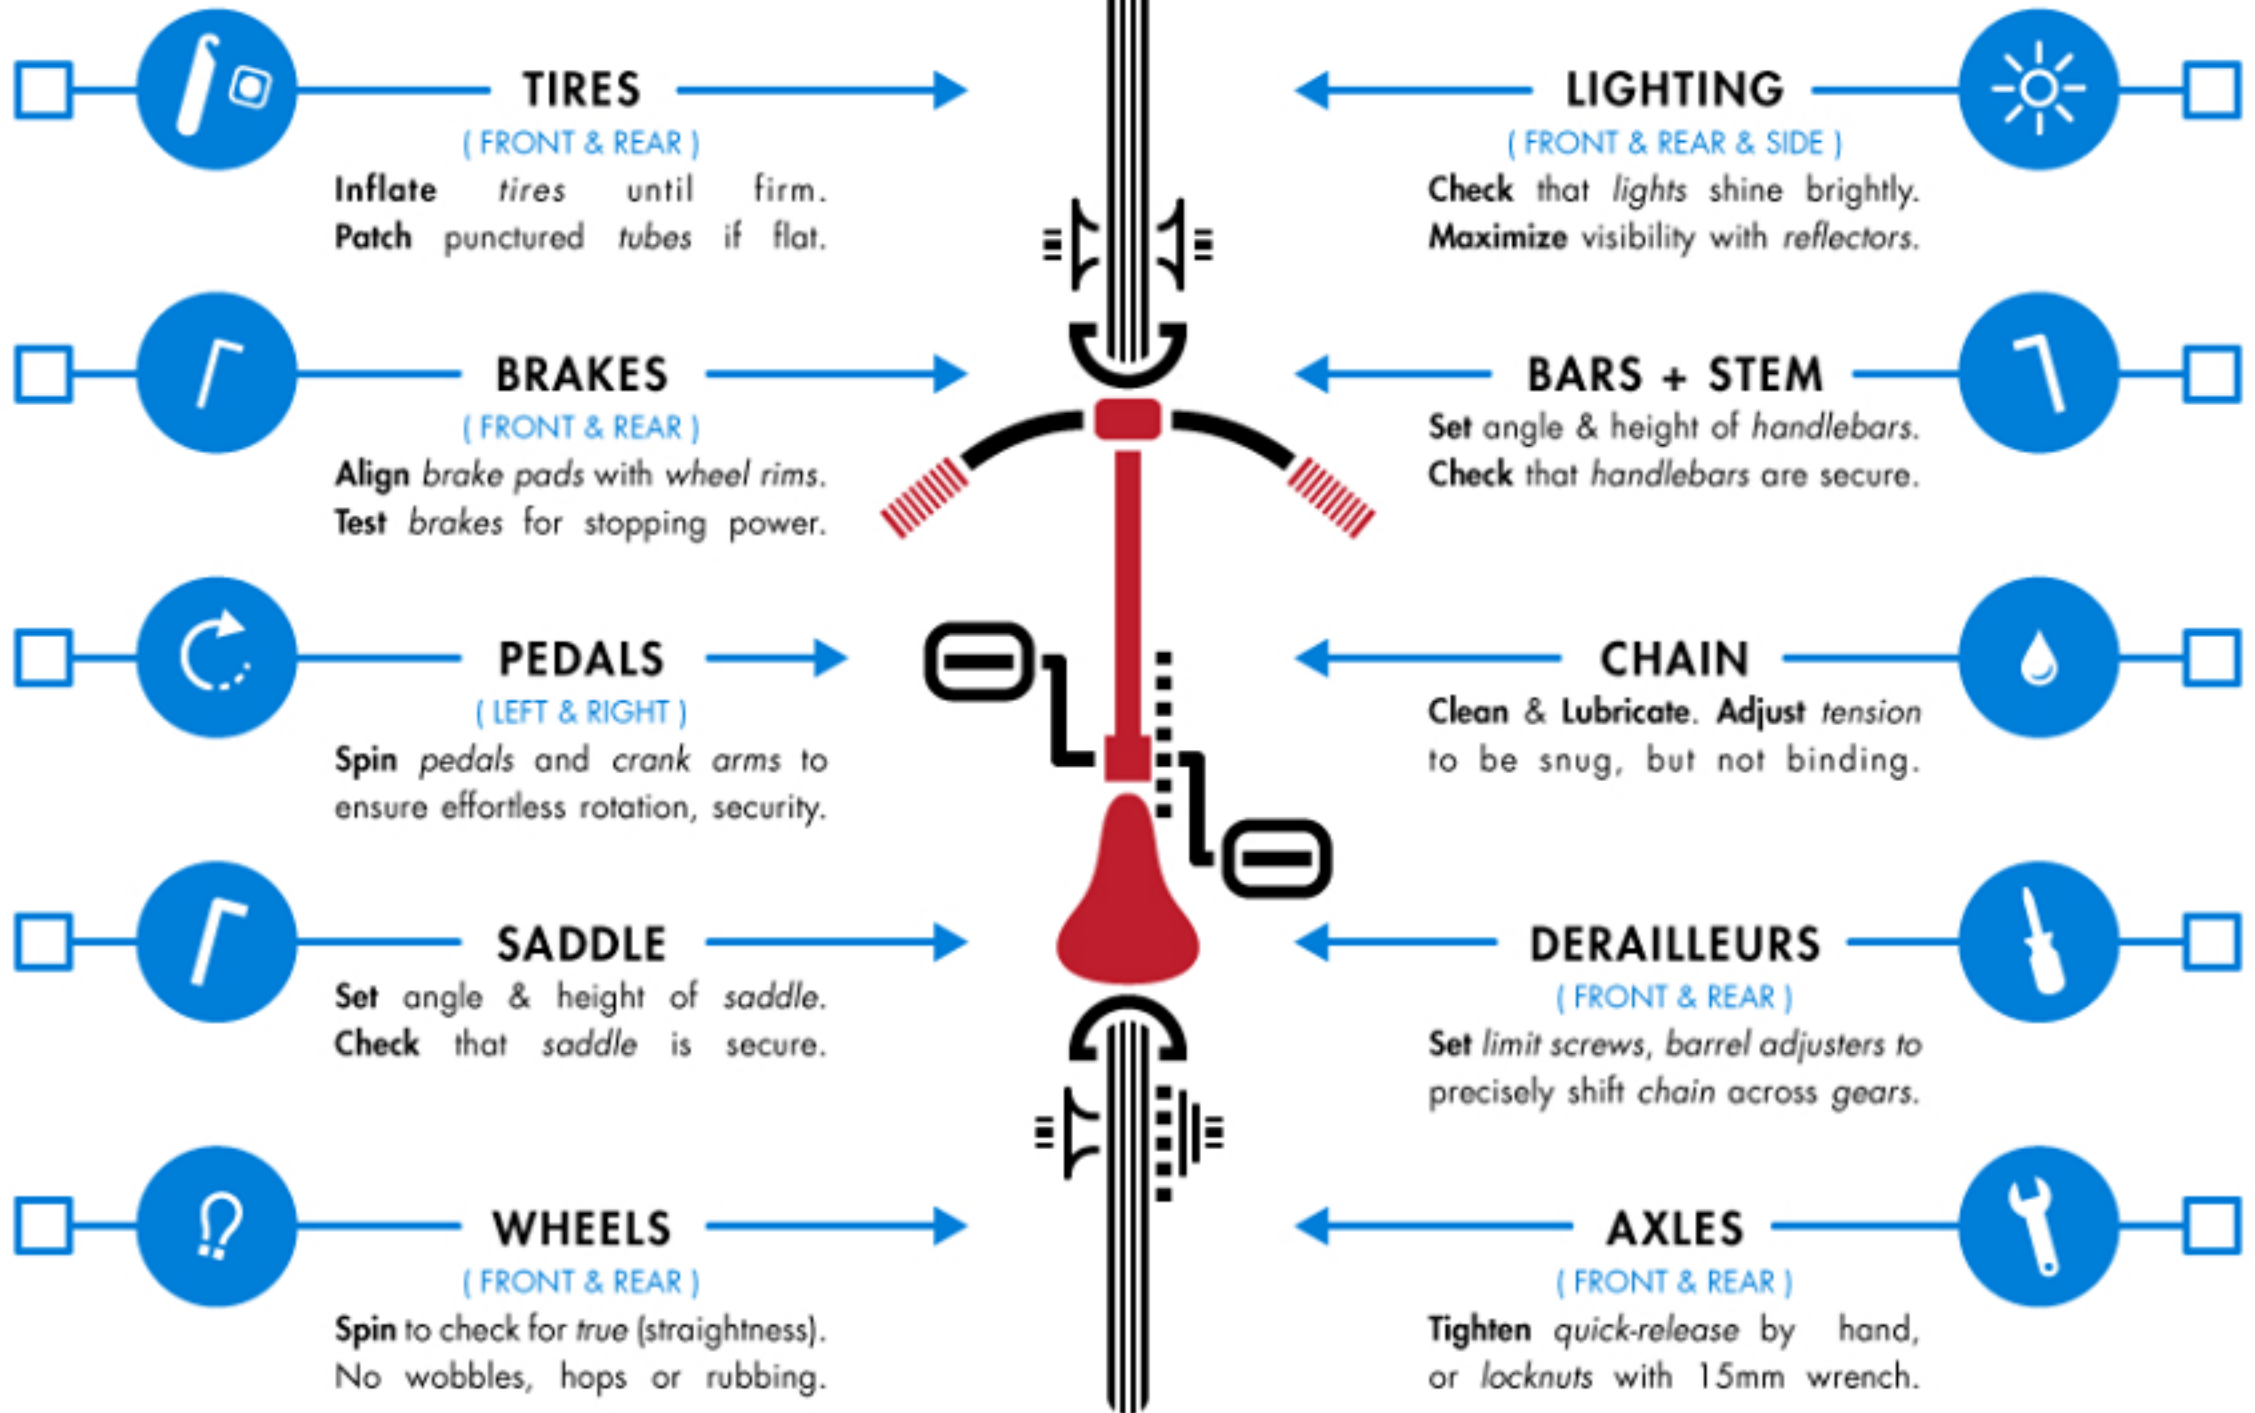 TIRES
( FRONT & REAR )
Inflate tires until firm.
Patch punctured tubes if flat.
BRAKES
( FRONT & REAR )
Align brake pads with wheel rims.
Test brakes for stopping power.
PEDALS
( LEFT & RIGHT )
Spin pedals and crank arms to
ensure effortless rotation, security.
SADDLE
Set angle & height of saddle.
Check that saddle is secure.
WHEELS
( FRONT & REAR )
Spin to check for true (straightness).
No wobbles, hops or rubbing.
LIGHTING
( FRONT & REAR & SIDE )
Check that lights shine brightly.
Maximize visibility with reflectors.
BARS + STEM
Set angle & height of handlebars.
Check that handlebars are secure.
CHAIN
Clean & Lubricate. Adjust tension
to be snug, but not binding.
DERAILLEURS
( FRONT & REAR )
Set limit screws, barrel adjusters to
precisely shift chain across gears.
AXLES
( FRONT & REAR )
Tighten quick-release by hand,
or locknuts with 15mm wrench.